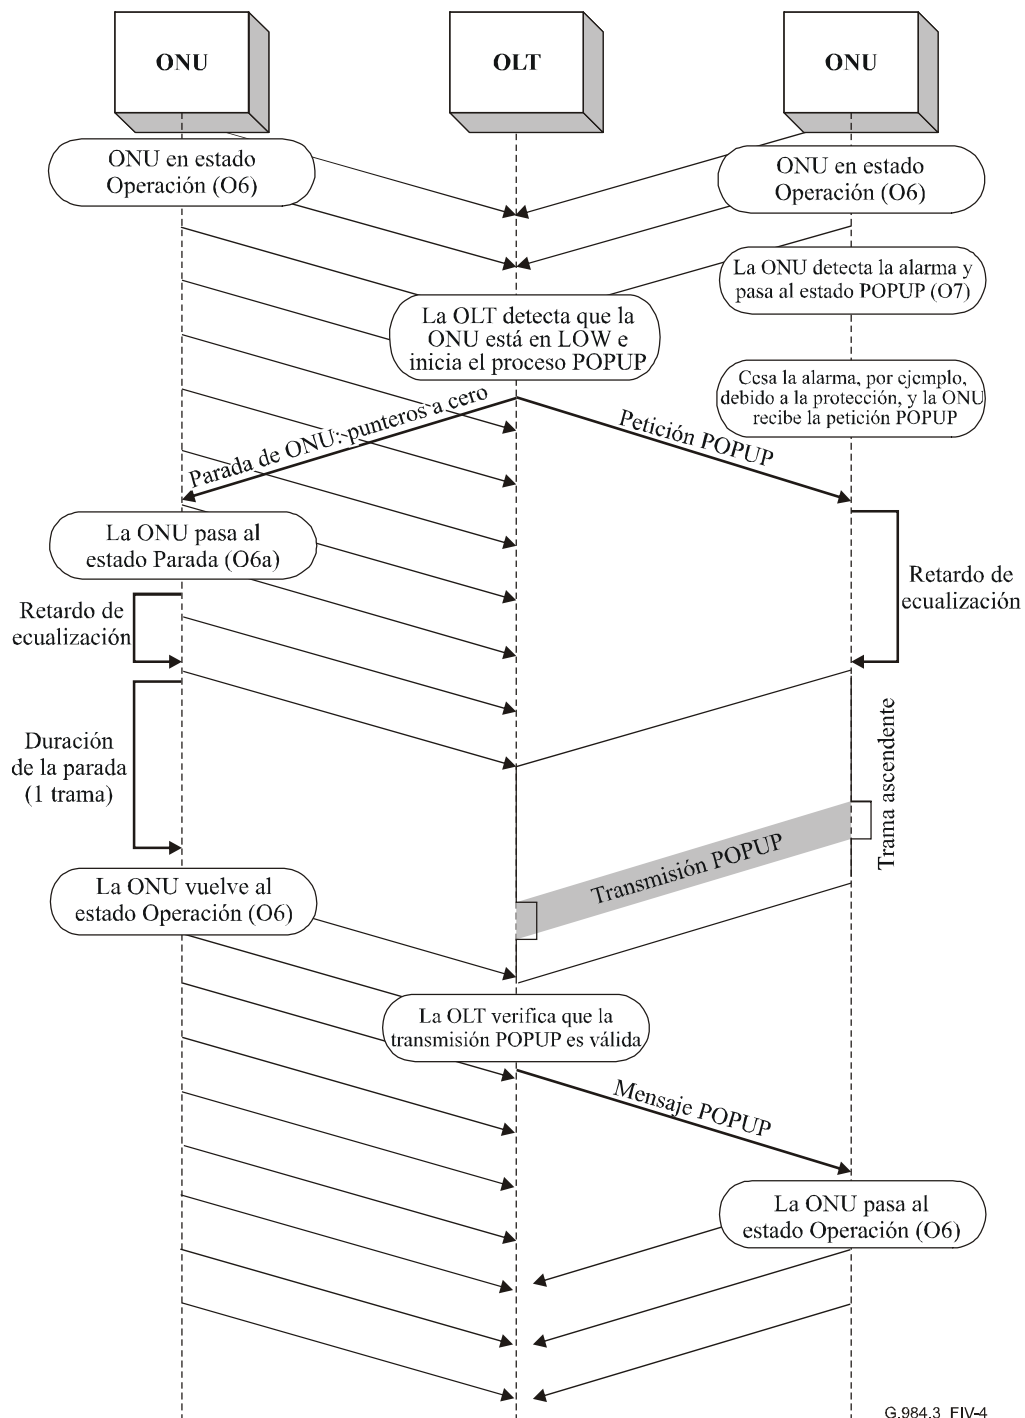 ONU
OLT
ONU
ONU en estado
Operación (O6)
ONU en estado
Operación (O6)
La ONU detecta la alarma y
pasa al estado POPUP (O7)
La OLT detecta que la
ONU está en LOW e
inicia el proceso POPUP
Cesa la alarma, por ejemplo,
debido a la protección, y la ONU
recibe la petición POPUP
Parada de ONU: punteros a cero
Petición POPUP
La ONU pasa al
estado Parada (O6a)
Retardo de
ecualización
Retardo de
ecualización
Duración
de la parada
(1 trama)
Trama ascendente
Transmisión POPUP
La ONU vuelve al
estado Operación (O6)
La OLT verifica que la
transmisión POPUP es válida
Mensaje POPUP
La ONU pasa al
estado Operación (O6)
G.984.3_FIV-4